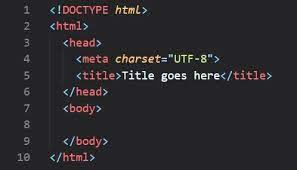 1 <!DOCTYPE html>
2 <html>
3   <head>
4     <meta charset="UTF-8">
5     <title>Title goes here</title>
6   </head>
7   <body>
8
9   </body>
10 </html>